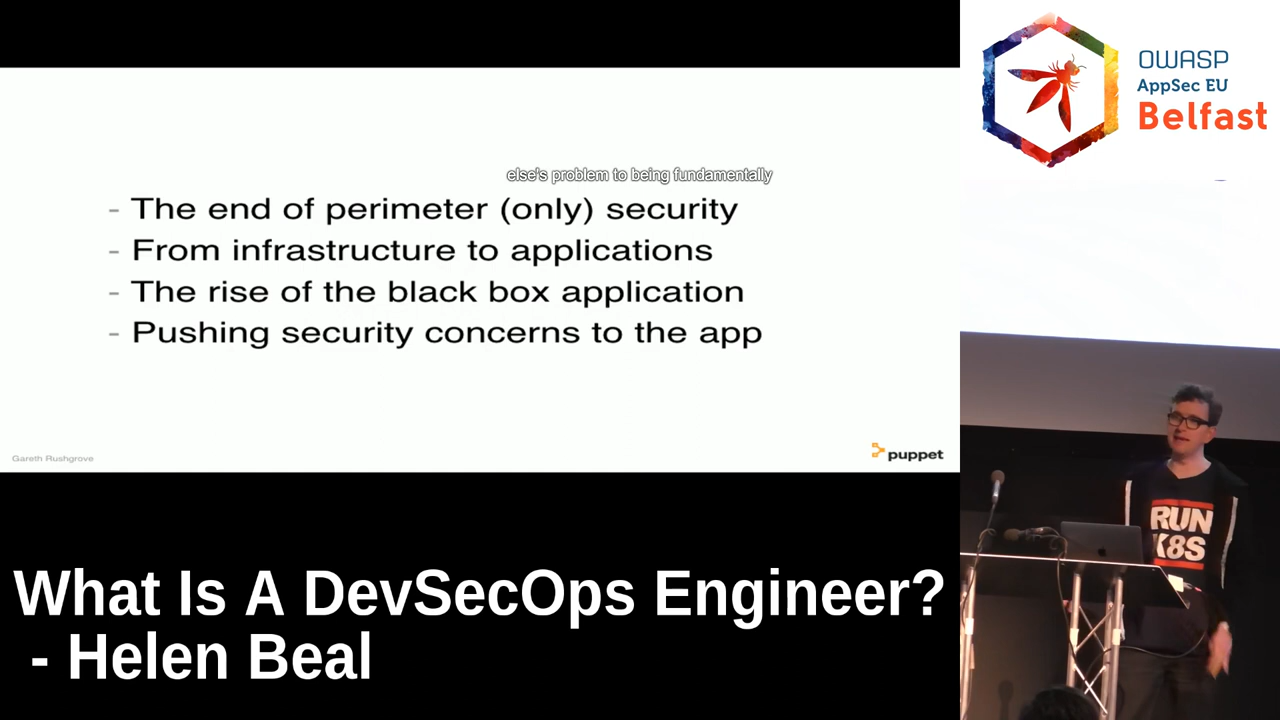 else's problem to being fundamentally
- The end of perimeter (only) security
- From infrastructure to applications
- The rise of the black box application
- Pushing security concerns to the app
Gareth Rushgrove
puppet
What Is A DevSecOps Engineer?
- Helen Beal
OWASP
AppSec EU
Belfast
RUN
K8S